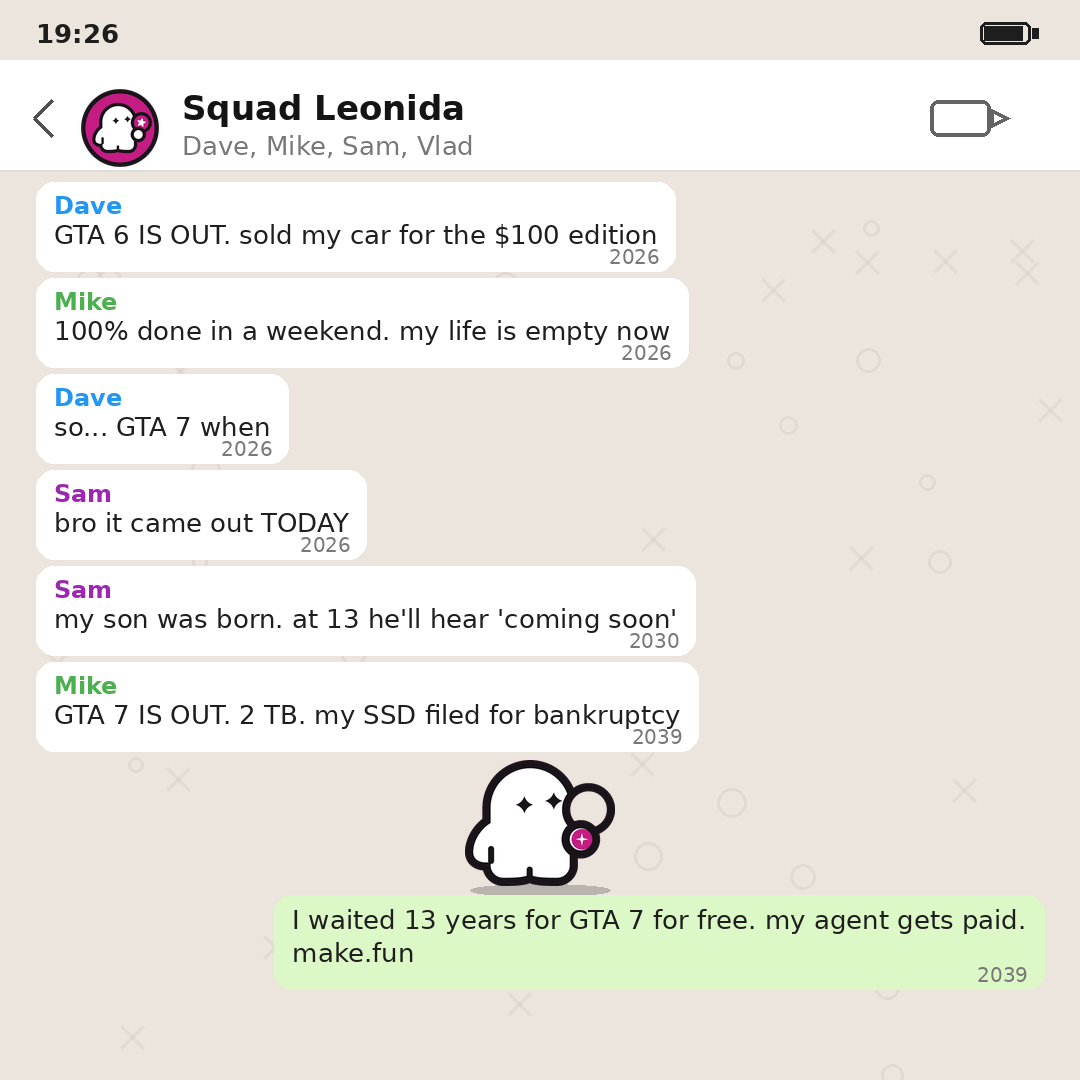 19:26
Squad Leonida
Dave, Mike, Sam, Vlad
Dave
GTA 6 IS OUT. sold my car for the $100 edition
2026
Mike
100% done in a weekend. my life is empty now
2026
Dave
so... GTA 7 when
2026
Sam
bro it came out TODAY
2026
Sam
my son was born. at 13 he'll hear 'coming soon'
2030
Mike
GTA 7 IS OUT. 2 TB. my SSD filed for bankruptcy
2039
I waited 13 years for GTA 7 for free. my agent gets paid.
make.fun
2039